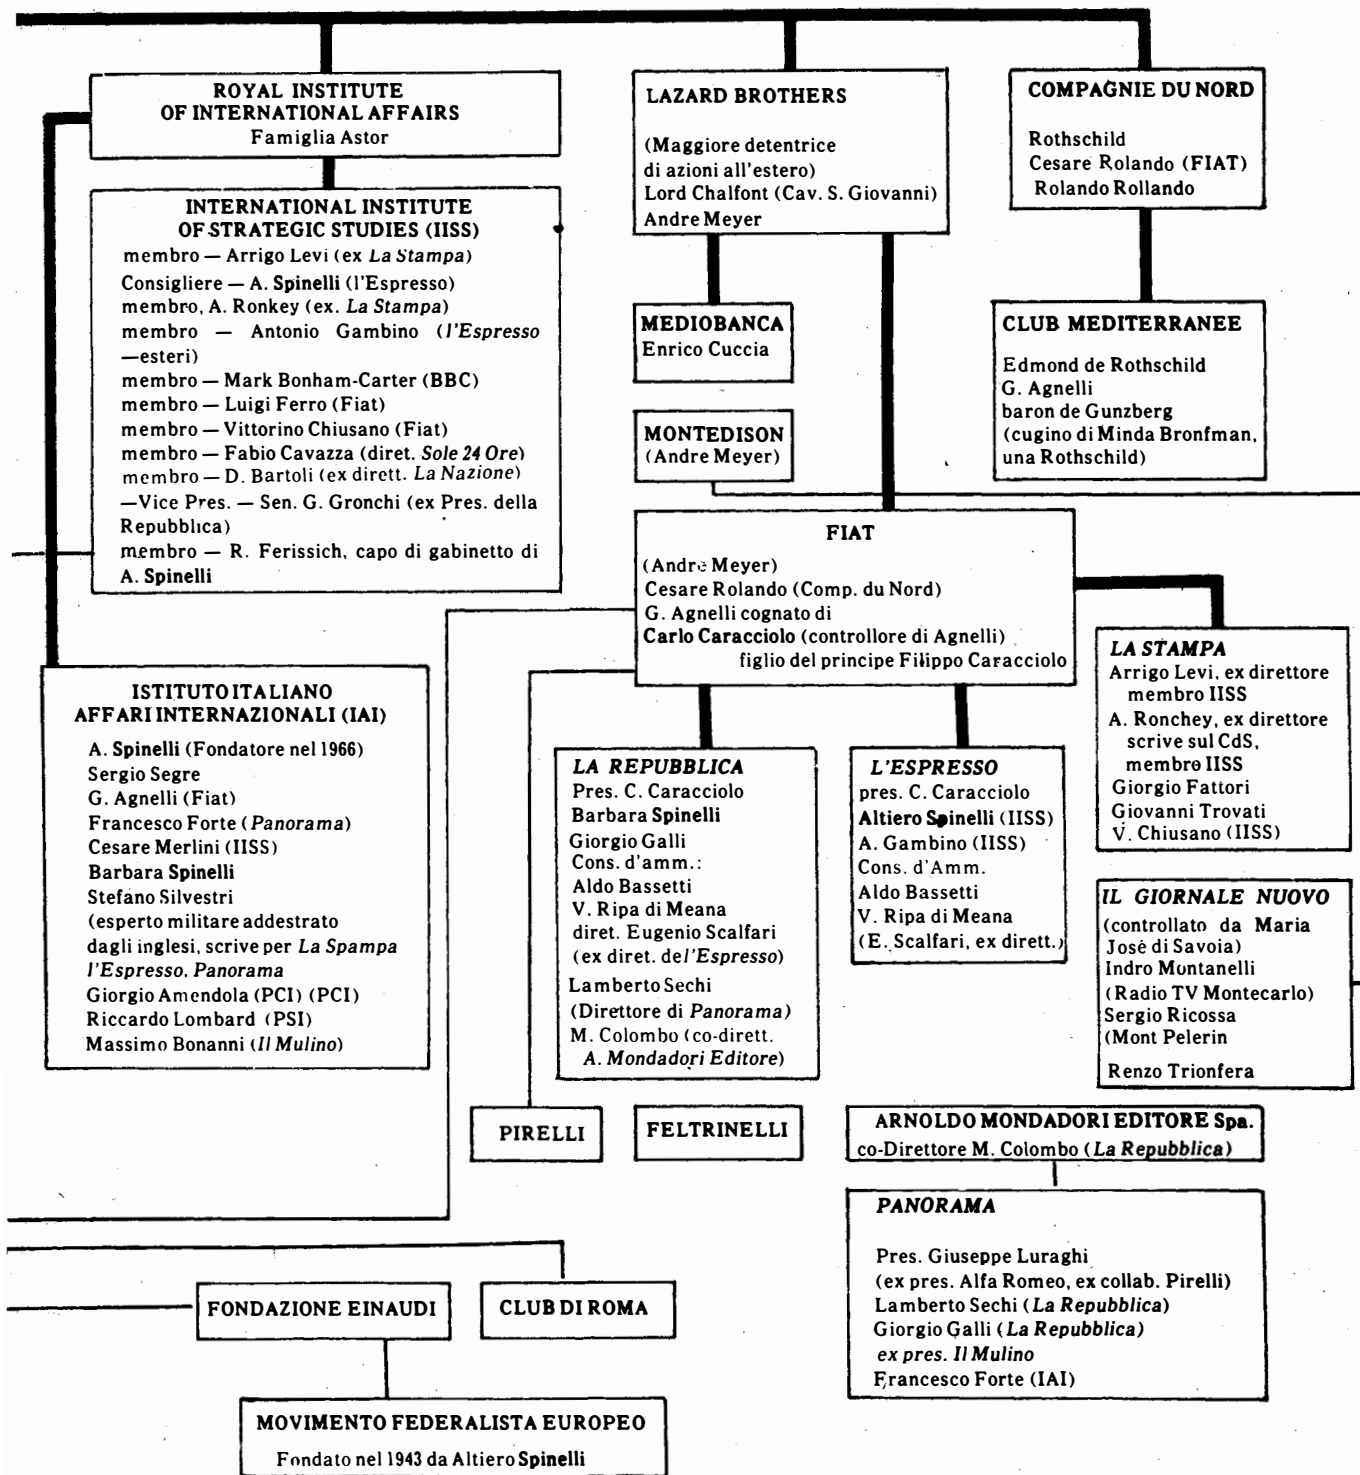 ROYAL INSTITUTE
OF INTERNATIONAL AFFAIRS
Famiglia Astor
INTERNATIONAL INSTITUTE
OF STRATEGIC STUDIES (IISS)
membro — Arrigo Levi (ex La Stampa)
Consigliere — A. Spinelli (l'Espresso)
membro, A. Ronkey (ex. La Stampa)
membro — Antonio Gambino (l'Espresso
—esteri)
membro — Mark Bonham-Carter (BBC)
membro — Luigi Ferro (Fiat)
membro — Vittorino Chiusano (Fiat)
membro — Fabio Cavazza (diret. Sole 24 Ore)
membro — D. Bartoli (ex dirett. La Nazione)
—Vice Pres. — Sen. G. Gronchi (ex Pres. della
Repubblica)
membro — R. Ferissich, capo di gabinetto di
A. Spinelli
ISTITUTO ITALIANO
AFFARI INTERNAZIONALI (IAI)
A. Spinelli (Fondatore nel 1966)
Sergio Segre
G. Agnelli (Fiat)
Francesco Forte (Panorama)
Cesare Merlini (IISS)
Barbara Spinelli
Stefano Silvestri
(esperto militare addestrato
dagli inglesi, scrive per La Spampa
l'Espresso, Panorama
Giorgio Amendola (PCI) (PCI)
Riccardo Lombard (PSI)
Massimo Bonanni (Il Mulino)
LAZARD BROTHERS
(Maggiore detentrice
di azioni all'estero)
Lord Chalfont (Cav. S. Giovanni)
Andre Meyer
MEDIOBANCA
Enrico Cuccia
MONTEDISON
(Andre Meyer)
COMPAGNIE DU NORD
Rothschild
Cesare Rolando (FIAT)
Rolando Rollando
CLUB MEDITERRANEE
Edmond de Rothschild
G. Agnelli
baron de Gunzberg
(cugino di Minda Bronfman,
una Rothschild)
FIAT
(Andre Meyer)
Cesare Rolando (Comp. du Nord)
G. Agnelli cognato di
Carlo Caracciolo (controllore di Agnelli)
figlio del principe Filippo Caracciolo
LA REPUBBLICA
Pres. C. Caracciolo
Barbara Spinelli
Giorgio Galli
Cons. d'amm.:
Aldo Bassetti
V. Ripa di Meana
diret. Eugenio Scalfari
(ex diret. del'Espresso)
Lamberto Sechi
(Direttore di Panorama)
M. Colombo (co-dirett.
A. Mondadori Editore)
L'ESPRESSO
pres. C. Caracciolo
Altiero Spinelli (IISS)
A. Gambino (IISS)
Cons. d'Amm.
Aldo Bassetti
V. Ripa di Meana
(E. Scalfari, ex dirett.)
LA STAMPA
Arrigo Levi, ex direttore
membro IISS
A. Ronchey, ex direttore
scrive sul CdS,
membro IISS
Giorgio Fattori
Giovanni Trovati
V. Chiusano (IISS)
IL GIORNALE NUOVO
(controllato da Maria
José di Savoia)
Indro Montanelli
(Radio TV Montecarlo)
Sergio Ricossa
(Mont Pelerin
Renzo Trionfera
PIRELLI
FELTRINELLI
ARNOLDO MONDADORI EDITORE Spa.
co-Direttore M. Colombo (La Repubblica)
PANORAMA
Pres. Giuseppe Luraghi
(ex pres. Alfa Romeo, ex collab. Pirelli)
Lamberto Sechi (La Repubblica)
Giorgio Galli (La Repubblica)
ex pres. Il Mulino
Francesco Forte (IAI)
FONDAZIONE EINAUDI
CLUB DI ROMA
MOVIMENTO FEDERALISTA EUROPEO
Fondato nel 1943 da Altiero Spinelli